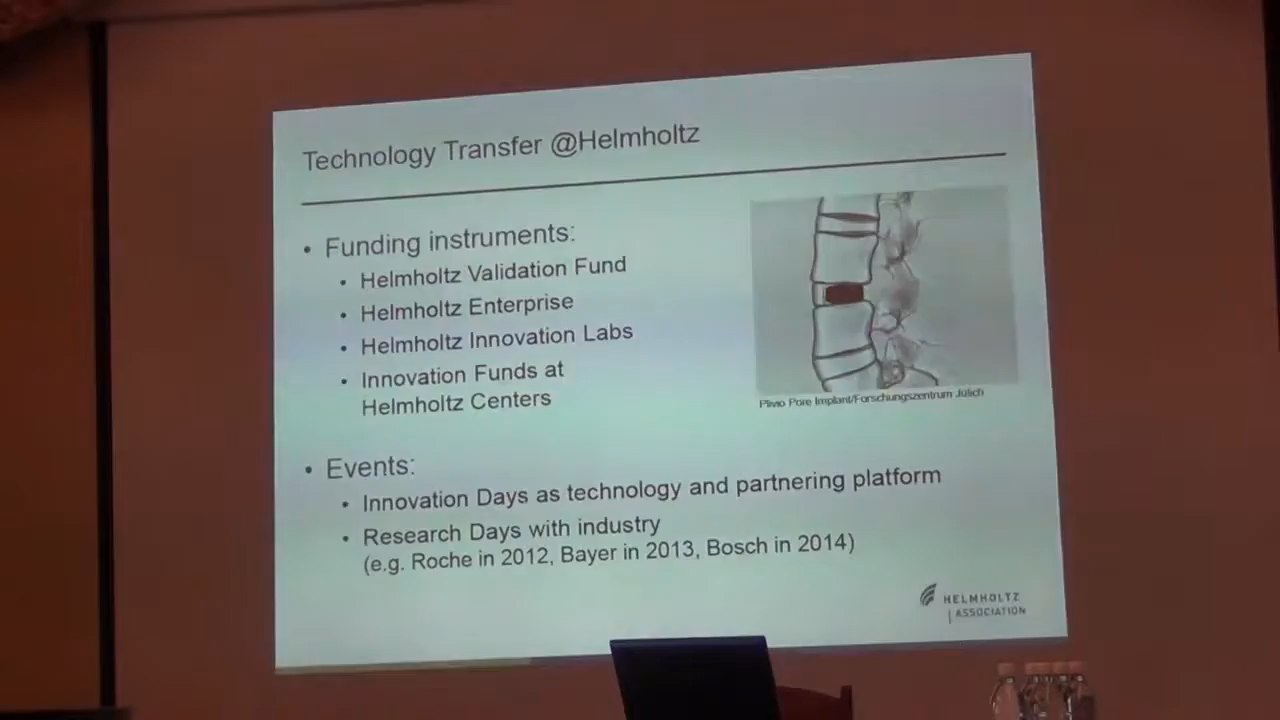 Technology Transfer @Helmholtz
• Funding instruments:
• Helmholtz Validation Fund
• Helmholtz Enterprise
• Helmholtz Innovation Labs
• Innovation Funds at
Helmholtz Centers
Plivio Pore Implant/Forschungszentrum Jülich
• Events:
• Innovation Days as technology and partnering platform
• Research Days with industry
(e.g. Roche in 2012, Bayer in 2013, Bosch in 2014)
HELMHOLTZ
| ASSOCIATION